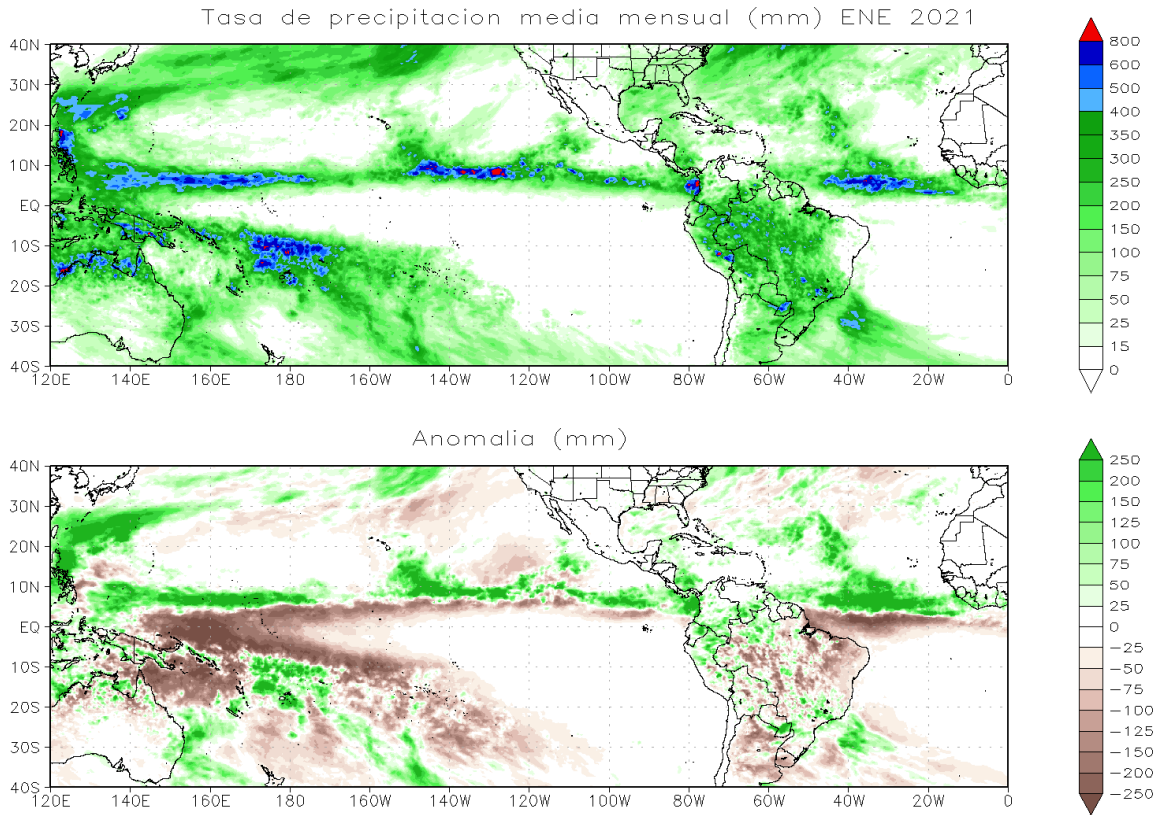 Tasa de precipitacion media mensual (mm) ENE 2021
40N
30N
20N
10N
EQ
10S
20S
30S
40S
120E 140E 160E 180 160W 140W 120W 100W 80W 60W 40W 20W 0
800
600
500
400
350
300
250
200
150
100
75
50
25
15
0
Anomalia (mm)
40N
30N
20N
10N
EQ
10S
20S
30S
40S
120E 140E 160E 180 160W 140W 120W 100W 80W 60W 40W 20W 0
250
200
150
125
100
75
50
25
0
−25
−50
−75
−100
−125
−150
−200
−250